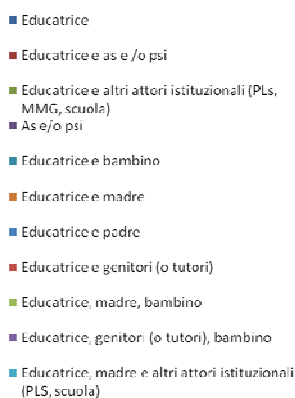 Educatrice
Educatrice e as e /o psi
Educatrice e altri attori istituzionali (PLs,
MMG, scuola)
As e/o psi
Educatrice e bambino
Educatrice e madre
Educatrice e padre
Educatrice e genitori (o tutori)
Educatrice, madre, bambino
Educatrice, genitori (o tutori), bambino
Educatrice, madre e altri attori istituzionali
(PLS, scuola)